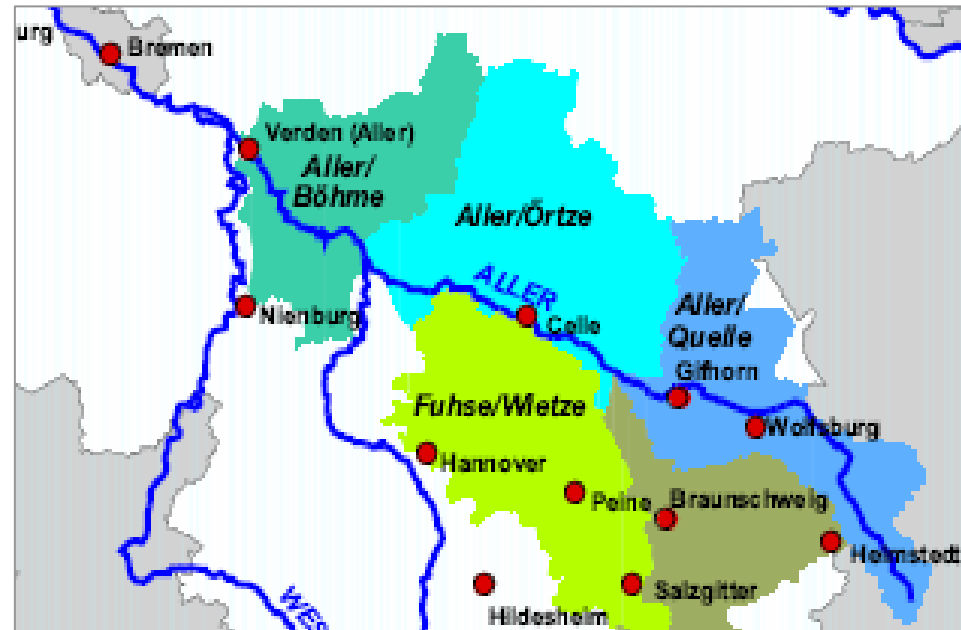 urg
Bremen
Verden (Aller)
Aller/
Böhme
Aller/Örtze
ALLER
Nienburg
Celle
Aller/
Quelle
Gifhorn
Fuhse/Wietze
Wolfsburg
Hannover
Peine
Braunschweig
Helmstedt
Salzgitter
Hildesheim
WES